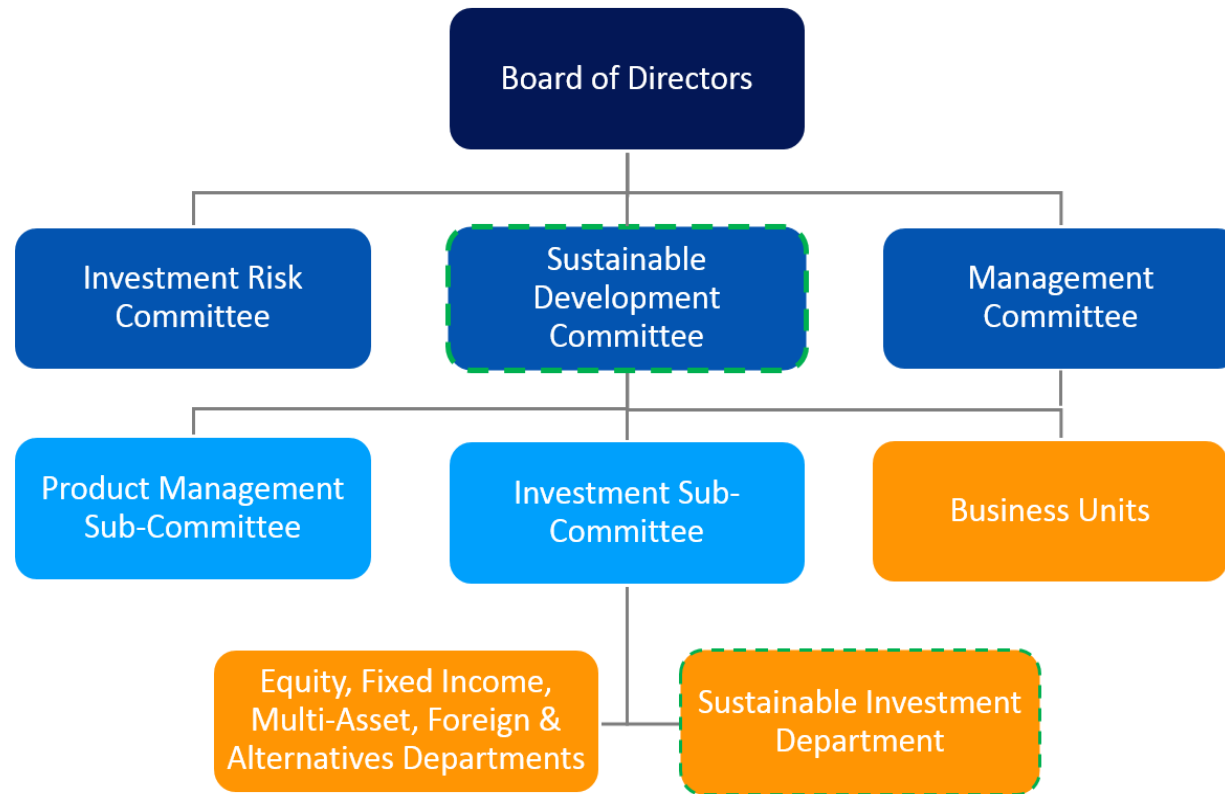 Board of Directors
Investment Risk
Committee
Sustainable
Development
Committee
Management
Committee
Product Management
Sub-Committee
Investment Sub-
Committee
Business Units
Equity, Fixed Income,
Multi-Asset, Foreign &
Alternatives Departments
Sustainable Investment
Department